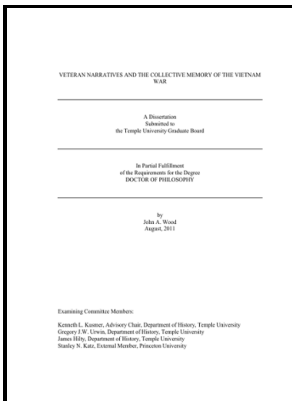 VETERAN NARRATIVES AND THE COLLECTIVE MEMORY OF THE VIETNAM
WAR
A Dissertation
Submitted to
the Temple University Graduate Board
In Partial Fulfillment
of the Requirements for the Degree
DOCTOR OF PHILOSOPHY
by
John A. Wood
August, 2011
Examining Committee Members:
Kenneth L. Kusmer, Advisory Chair, Department of History, Temple University
Gregory J.W. Urwin, Department of History, Temple University
James Hilty, Department of History, Temple University
Stanley N. Katz, External Member, Princeton University